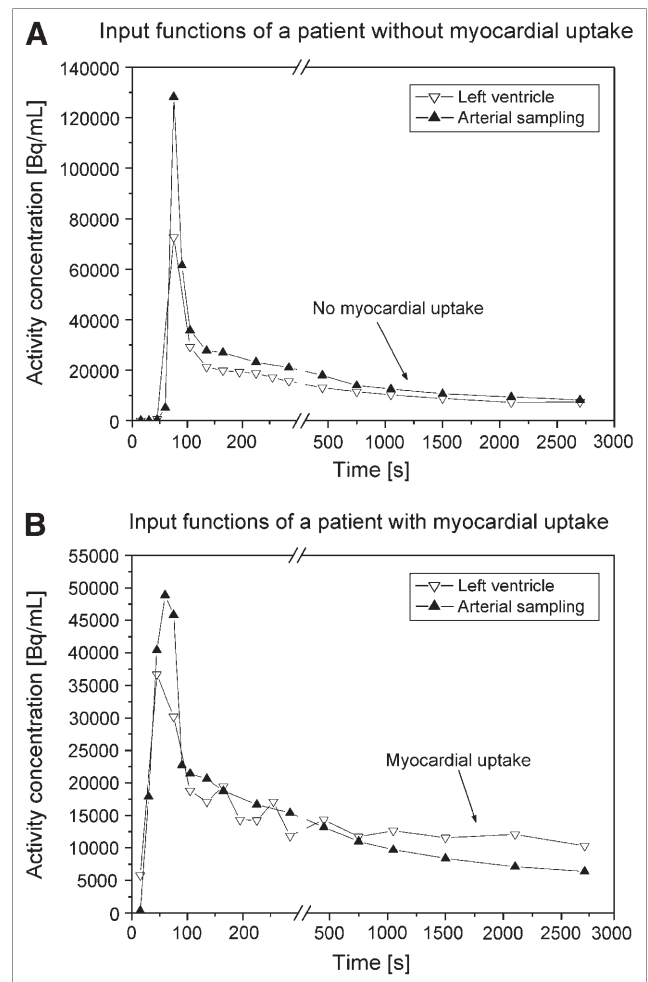 A Input functions of a patient without myocardial uptake
140000
120000
100000
80000
60000
40000
20000
0
Activity concentration [Bq/mL]
Left ventricle
Arterial sampling
No myocardial uptake
0 100 200 500 1000 1500 2000 2500 3000
Time [s]
B Input functions of a patient with myocardial uptake
55000
50000
45000
40000
35000
30000
25000
20000
15000
10000
5000
0
Activity concentration [Bq/mL]
Left ventricle
Arterial sampling
Myocardial uptake
0 100 200 500 1000 1500 2000 2500 3000
Time [s]